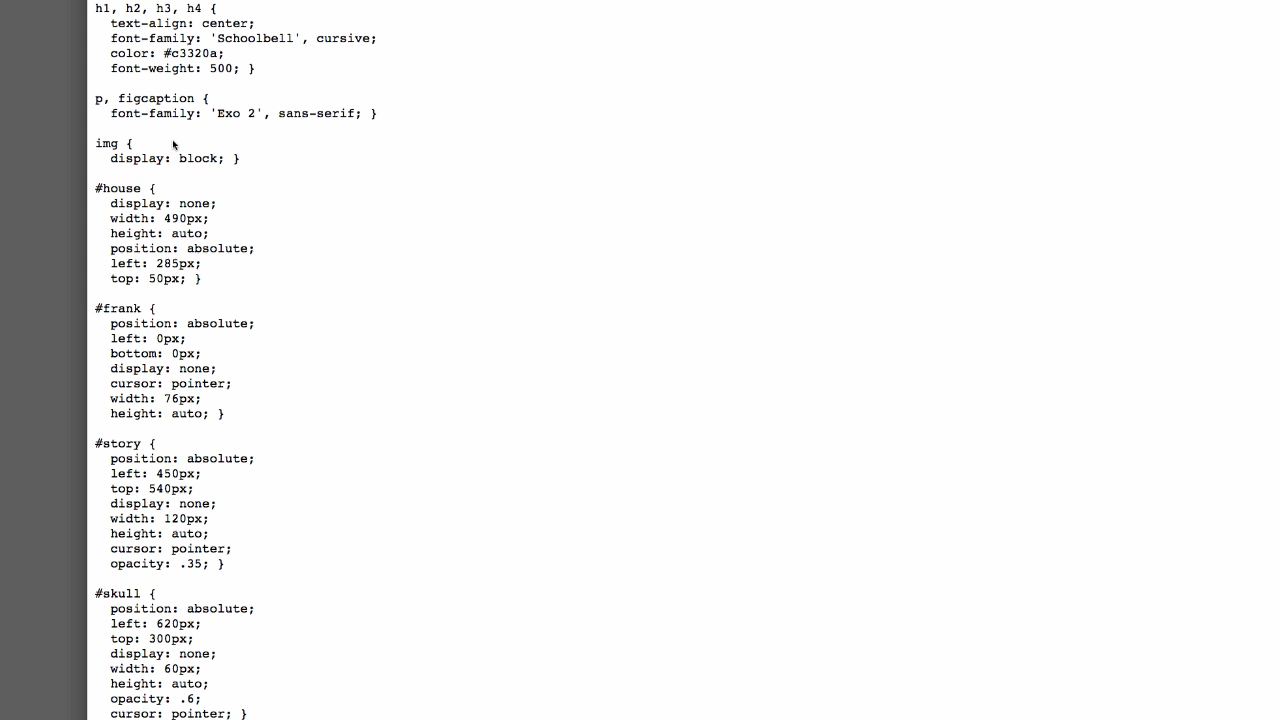 h1, h2, h3, h4 {
  text-align: center;
  font-family: 'Schoolbell', cursive;
  color: #c3320a;
  font-weight: 500; }

p, figcaption {
  font-family: 'Exo 2', sans-serif; }

img {
  display: block; }

#house {
  display: none;
  width: 490px;
  height: auto;
  position: absolute;
  left: 285px;
  top: 50px; }

#frank {
  position: absolute;
  left: 0px;
  bottom: 0px;
  display: none;
  cursor: pointer;
  width: 76px;
  height: auto; }

#story {
  position: absolute;
  left: 450px;
  top: 540px;
  display: none;
  width: 120px;
  height: auto;
  cursor: pointer;
  opacity: .35; }

#skull {
  position: absolute;
  left: 620px;
  top: 300px;
  display: none;
  width: 60px;
  height: auto;
  opacity: .6;
  cursor: pointer; }